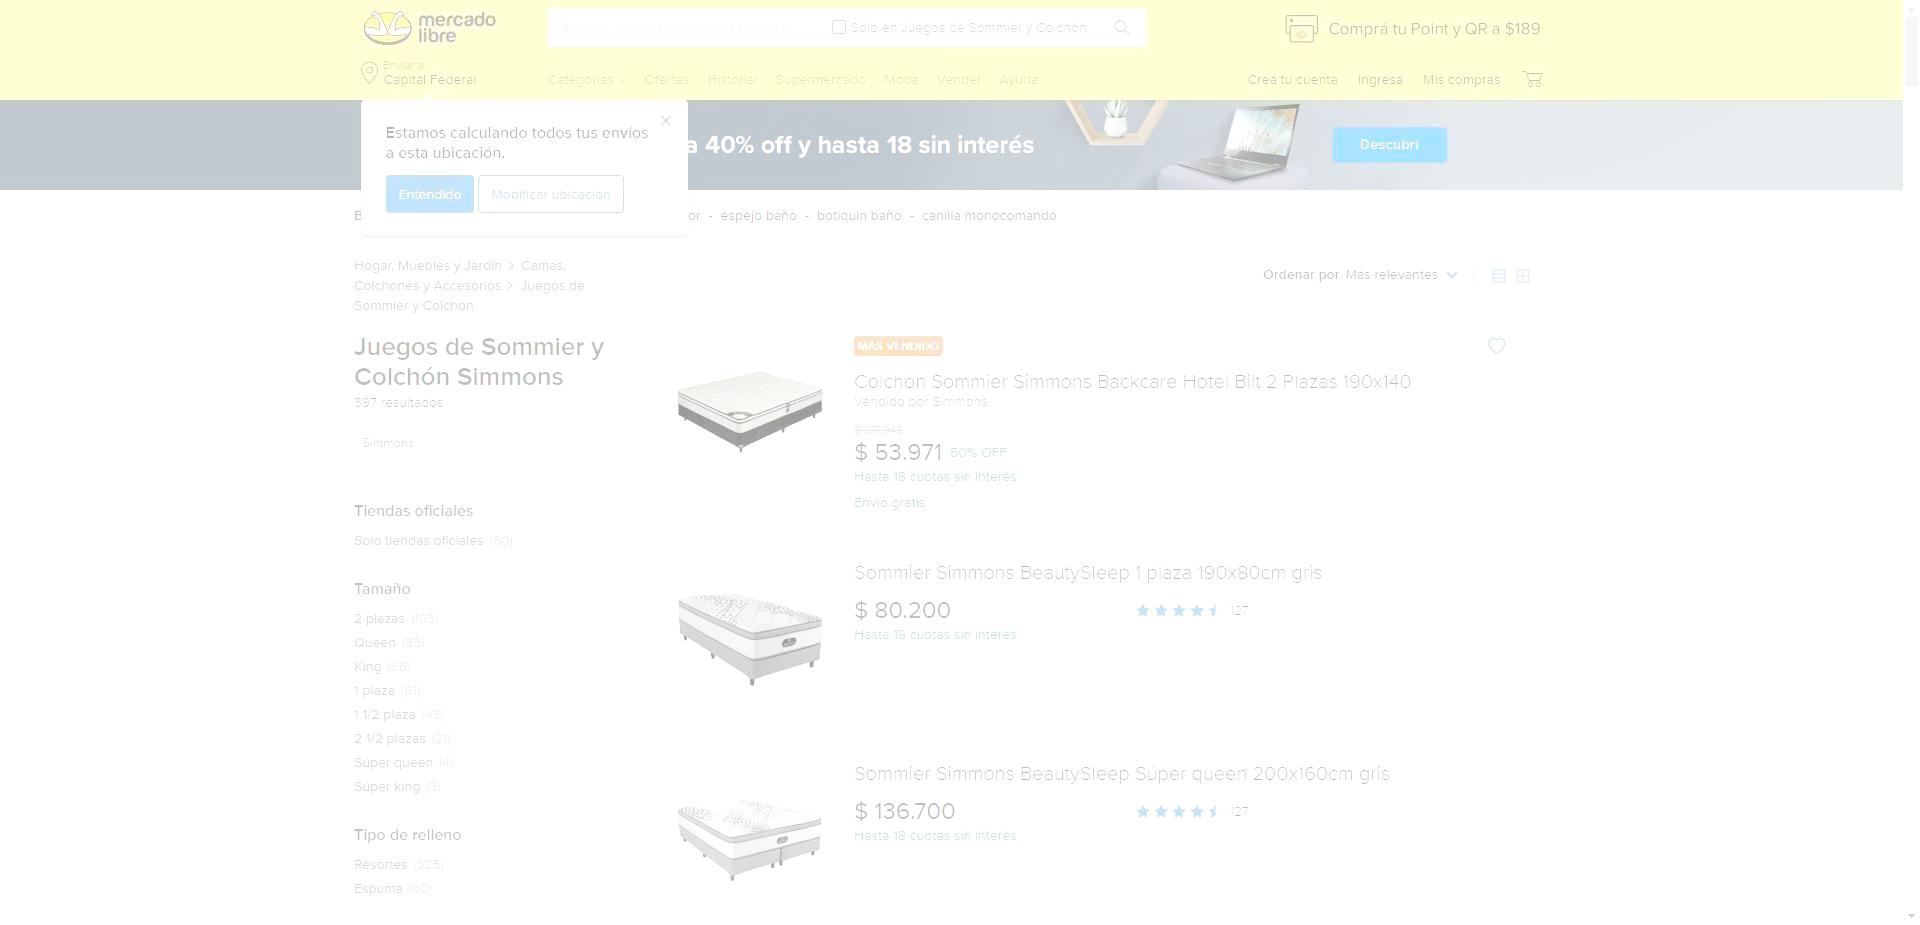 mercado libre
Solo en Juegos de Sommier y Colchón
Comprá tu Point y QR a $189
Enviar a
Capital Federal
Categorías Ofertas Historial Supermercado Moda Vender Ayuda
Creá tu cuenta Ingresá Mis compras
Estamos calculando todos tus envíos
a esta ubicación.
Entendido Modificar ubicación
a 40% off y hasta 18 sin interés
Descubrí
or - espejo baño - botiquin baño - canilla monocomando
Hogar, Muebles y Jardín > Camas,
Colchones y Accesorios > Juegos de
Sommier y Colchón
Ordenar por Más relevantes
Juegos de Sommier y
Colchón Simmons
397 resultados
Simmons
Tiendas oficiales
Solo tiendas oficiales (60)
Tamaño
2 plazas (105)
Queen (85)
King (66)
1 plaza (61)
1 1/2 plaza (43)
2 1/2 plazas (21)
Súper queen (4)
Súper king (3)
Tipo de relleno
Resortes (325)
Espuma (60)
MÁS VENDIDO
Colchón Sommier Simmons Backcare Hotel Bilt 2 Plazas 190x140
Vendido por Simmons
$ 107.943
$ 53.971 50% OFF
Hasta 18 cuotas sin interés
Envío gratis
Sommier Simmons BeautySleep 1 plaza 190x80cm gris
$ 80.200 127
Hasta 18 cuotas sin interés
Sommier Simmons BeautySleep Súper queen 200x160cm gris
$ 136.700 127
Hasta 18 cuotas sin interés